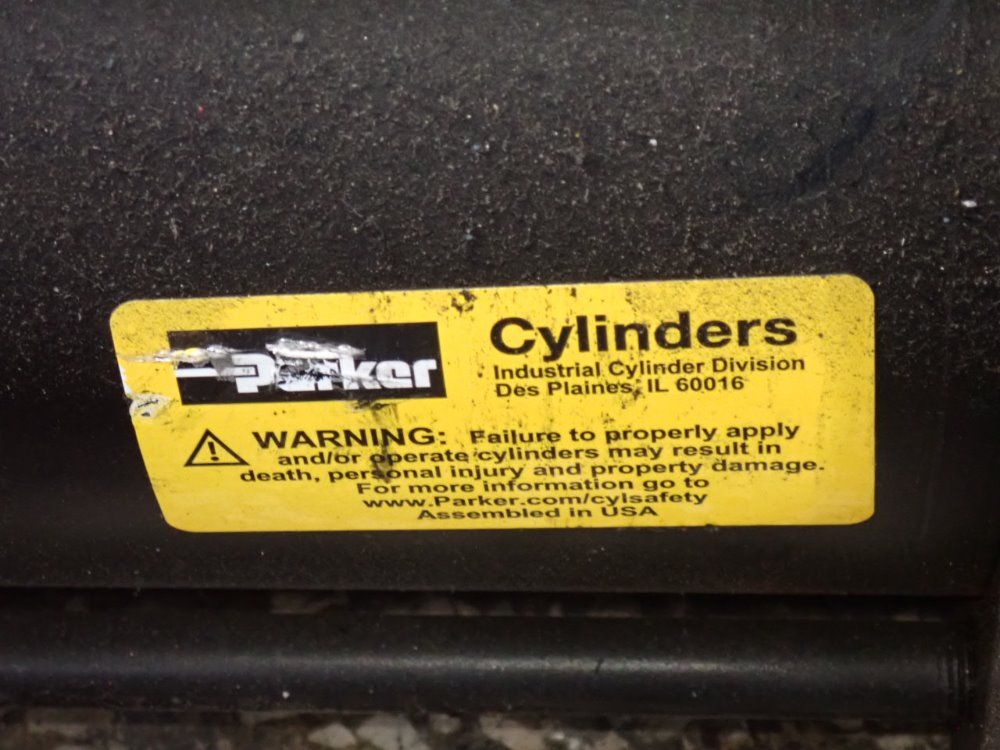 Parker
Cylinders
Industrial Cylinder Division
Des Plaines, IL 60016
WARNING: Failure to properly apply
and/or operate cylinders may result in
death, personal injury and property damage.
For more information go to
www.Parker.com/cylsafety
Assembled in USA